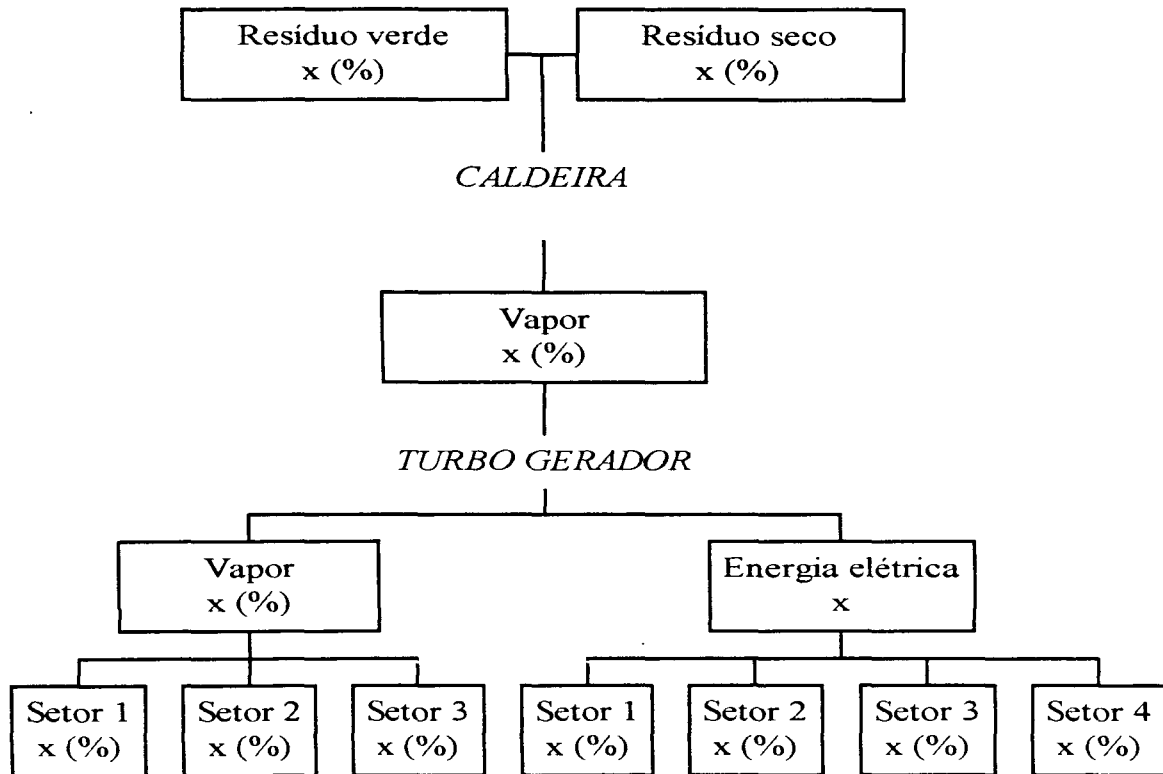 Resíduo verde
x (%)
Resíduo seco
x (%)
CALDEIRA
Vapor
x (%)
TURBO GERADOR
Vapor
x (%)
Energia elétrica
x
Setor 1
x (%)
Setor 2
x (%)
Setor 3
x (%)
Setor 1
x (%)
Setor 2
x (%)
Setor 3
x (%)
Setor 4
x (%)